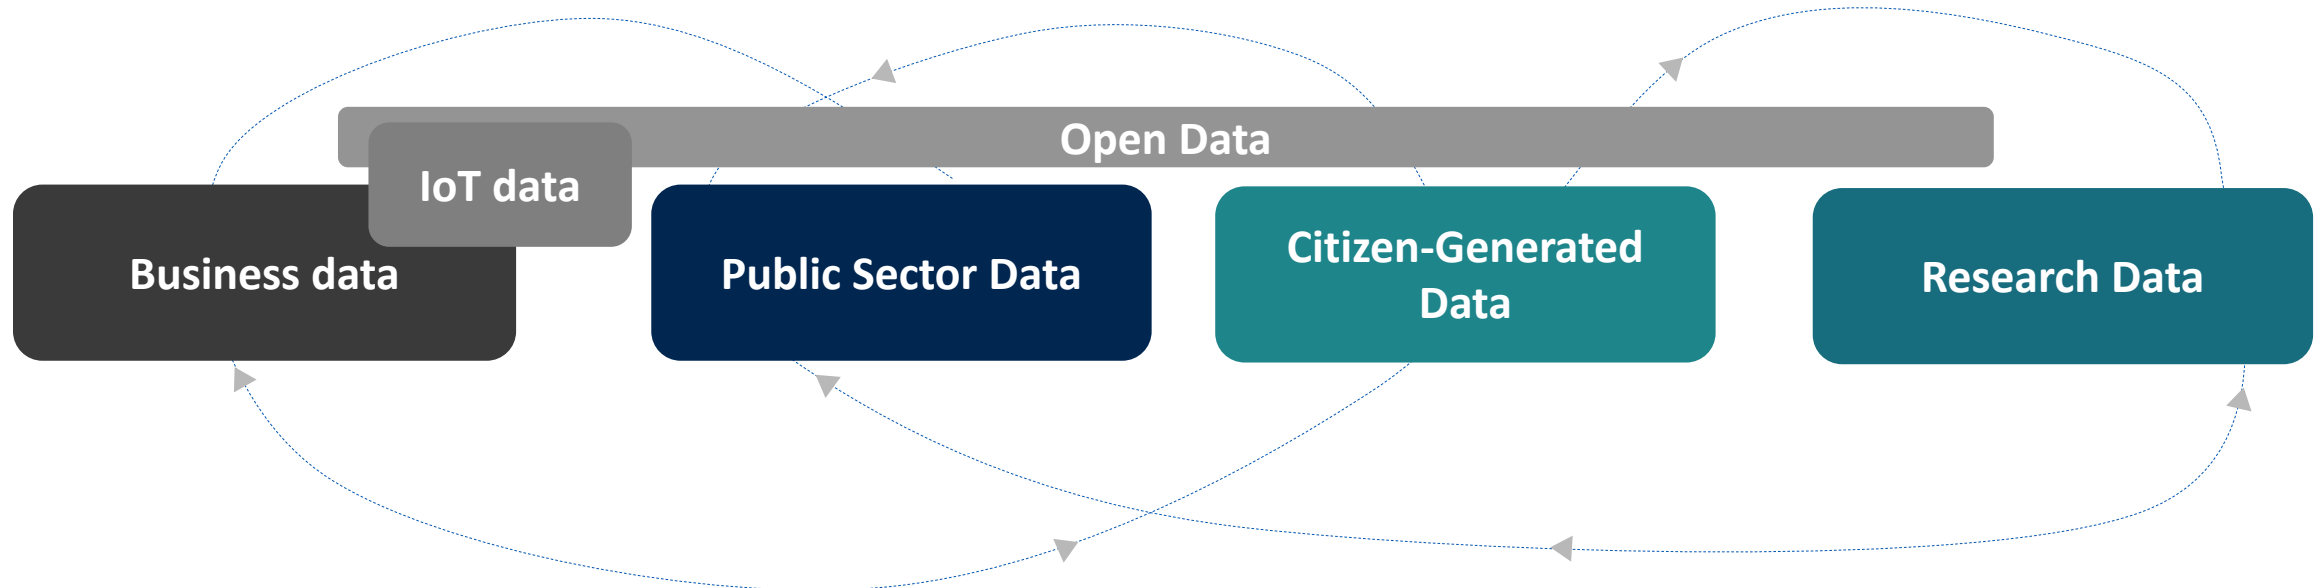 Open Data
IoT data
Business data
Public Sector Data
Citizen-Generated
Data
Research Data